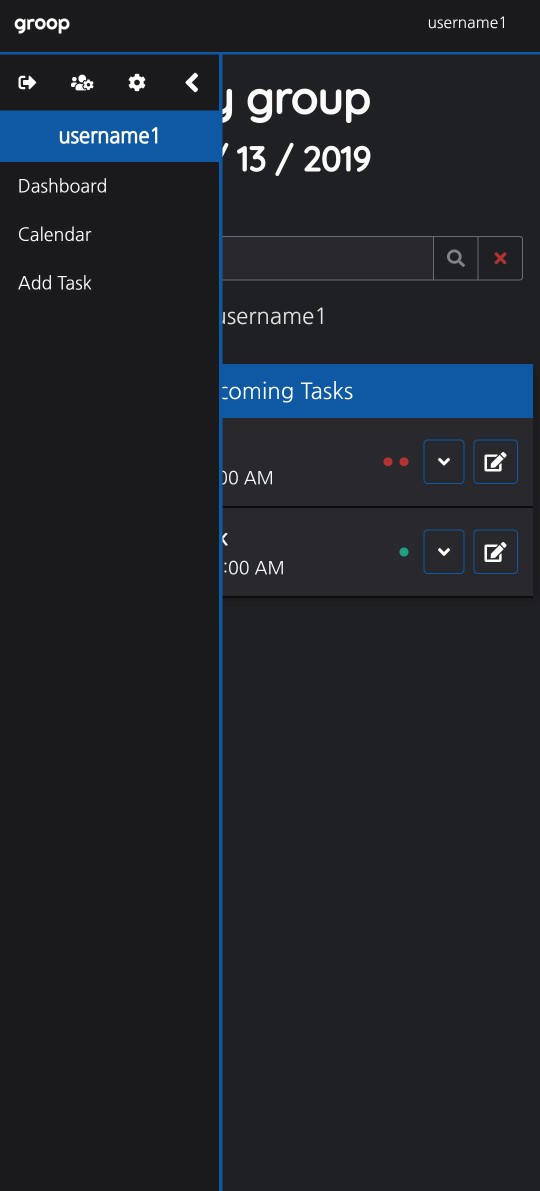 groop
username1
username1
Dashboard
Calendar
Add Task
group
/ 13 / 2019
username1
coming Tasks
00 AM
:00 AM